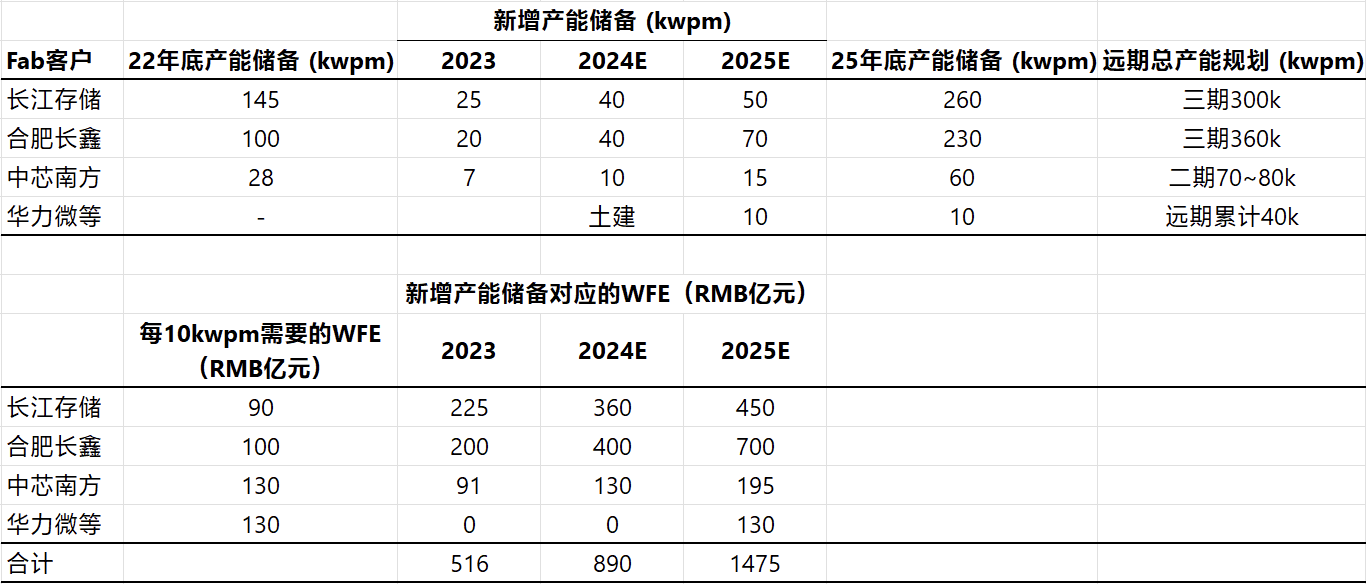 新增产能储备 (kwpm)
Fab客户 22年底产能储备 (kwpm) 2023 2024E 2025E 25年底产能储备 (kwpm) 远期总产能规划 (kwpm)
长江存储 145 25 40 50 260 三期300k
合肥长鑫 100 20 40 70 230 三期360k
中芯南方 28 7 10 15 60 二期70~80k
华力微等 - 土建 10 10 远期累计40k
新增产能储备对应的WFE（RMB亿元）
每10kwpm需要的WFE
（RMB亿元） 2023 2024E 2025E
长江存储 90 225 360 450
合肥长鑫 100 200 400 700
中芯南方 130 91 130 195
华力微等 130 0 0 130
合计 516 890 1475